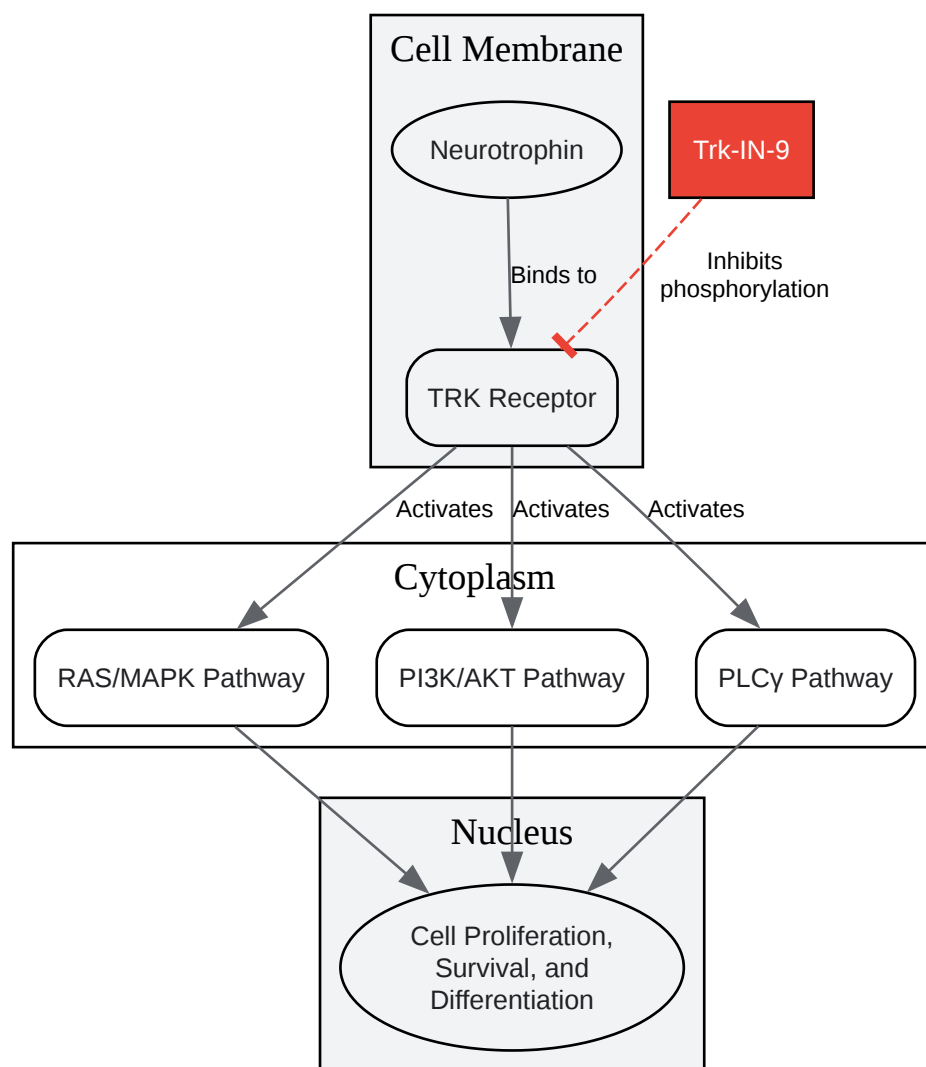 Cell Membrane
Neurotrophin
Trk-IN-9
Binds to
Inhibits
phosphorylation
TRK Receptor
Activates
Activates
Activates
Cytoplasm
RAS/MAPK Pathway
PI3K/AKT Pathway
PLCγ Pathway
Nucleus
Cell Proliferation,
Survival, and
Differentiation